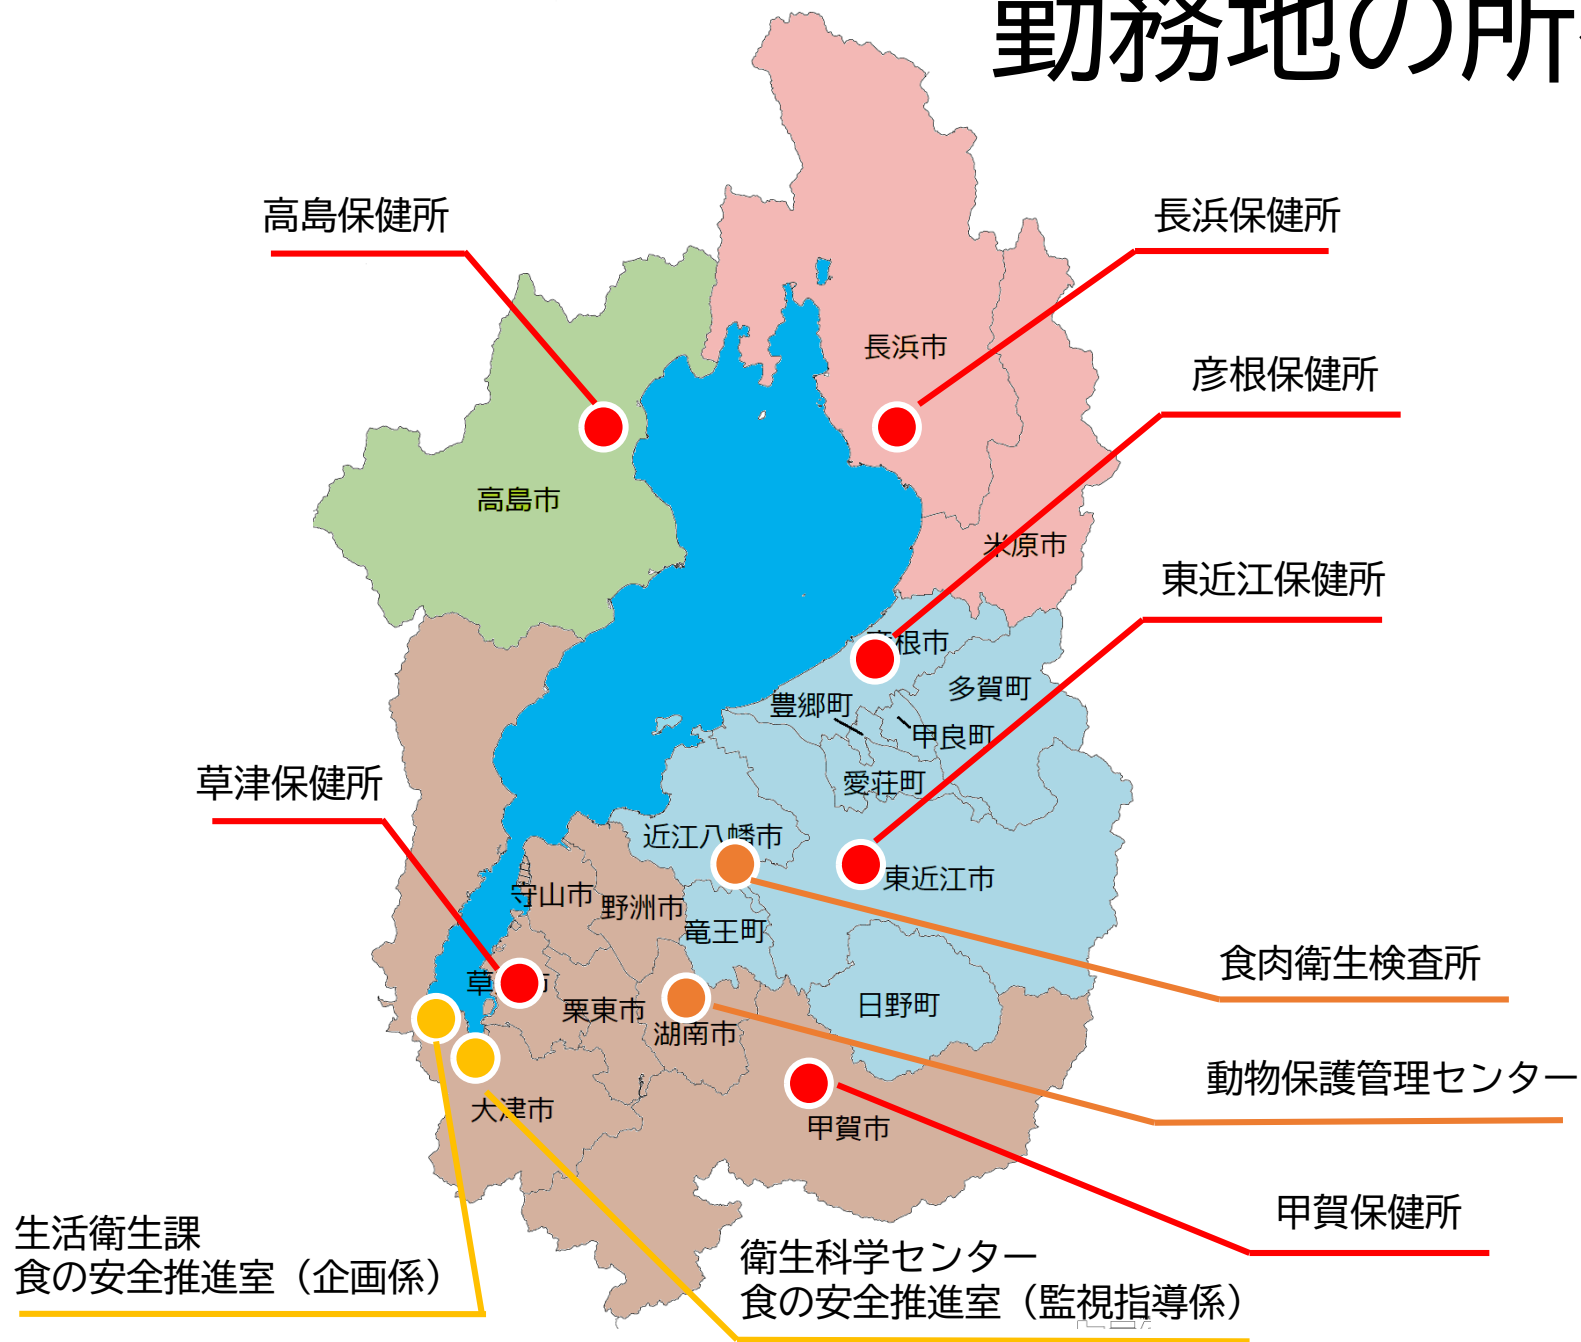 勤務地の所
高島保健所
長浜保健所
長浜市
彦根保健所
高島市
米原市
東近江保健所
根市
多賀町
豊郷町
甲良町
草津保健所
愛荘町
近江八幡市
東近江市
守山市
野洲市
竜王町
食肉衛生検査所
草 市
栗東市
日野町
湖南市
動物保護管理センター
大津市
甲賀市
甲賀保健所
生活衛生課
食の安全推進室（企画係）
衛生科学センター
食の安全推進室（監視指導係）